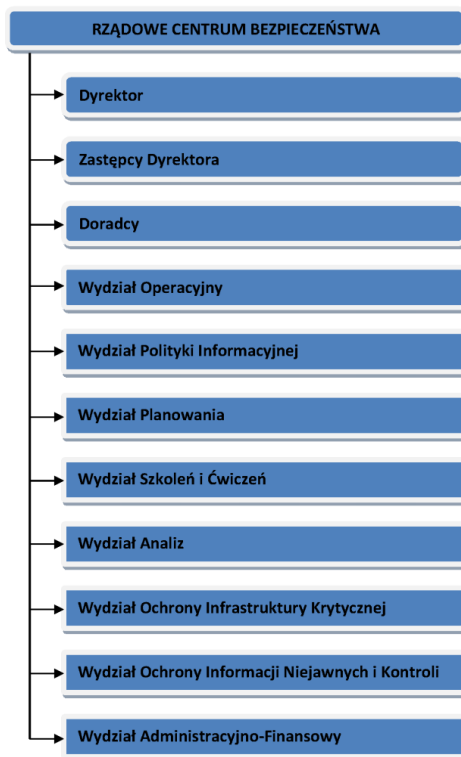 RZĄDOWE CENTRUM BEZPIECZEŃSTWA
Dyrektor
Zastępcy Dyrektora
Doradcy
Wydział Operacyjny
Wydział Polityki Informacyjnej
Wydział Planowania
Wydział Szkoleń i Ćwiczeń
Wydział Analiz
Wydział Ochrony Infrastruktury Krytycznej
Wydział Ochrony Informacji Niejawnych i Kontroli
Wydział Administracyjno-Finansowy